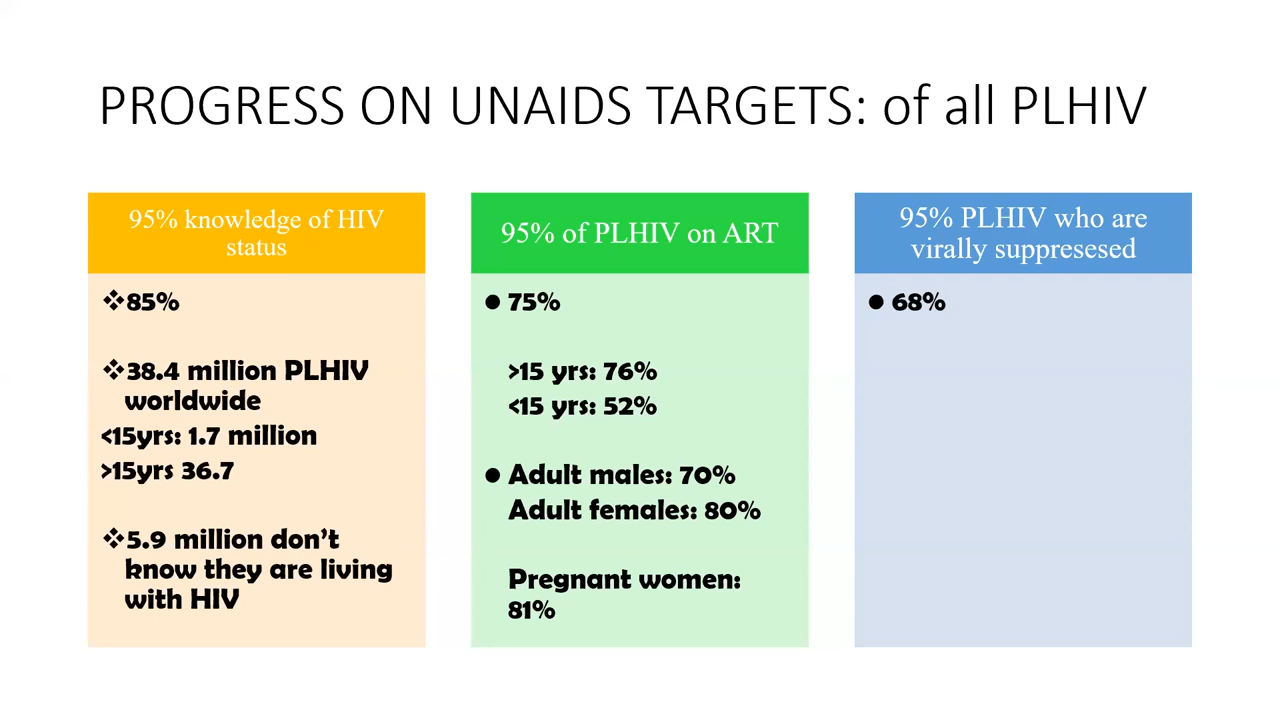 PROGRESS ON UNAIDS TARGETS: of all PLHIV
95% knowledge of HIV
status
❖85%
❖38.4 million PLHIV
worldwide
<15yrs: 1.7 million
>15yrs 36.7
❖5.9 million don’t
know they are living
with HIV
95% of PLHIV on ART
● 75%
>15 yrs: 76%
<15 yrs: 52%
● Adult males: 70%
Adult females: 80%
Pregnant women:
81%
95% PLHIV who are
virally suppresesed
● 68%